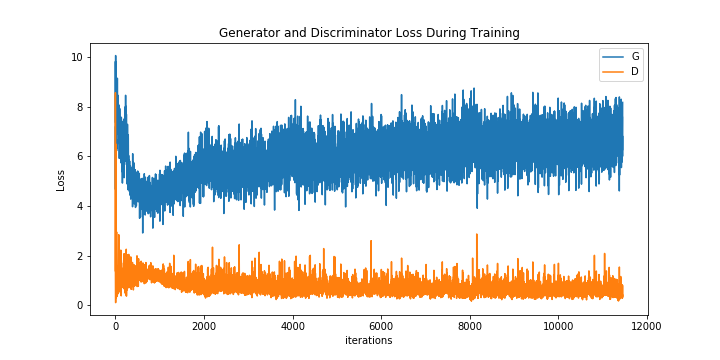 Generator and Discriminator Loss During Training
G
D
10
8
6
4
2
0
Loss
0 2000 4000 6000 8000 10000 12000
iterations